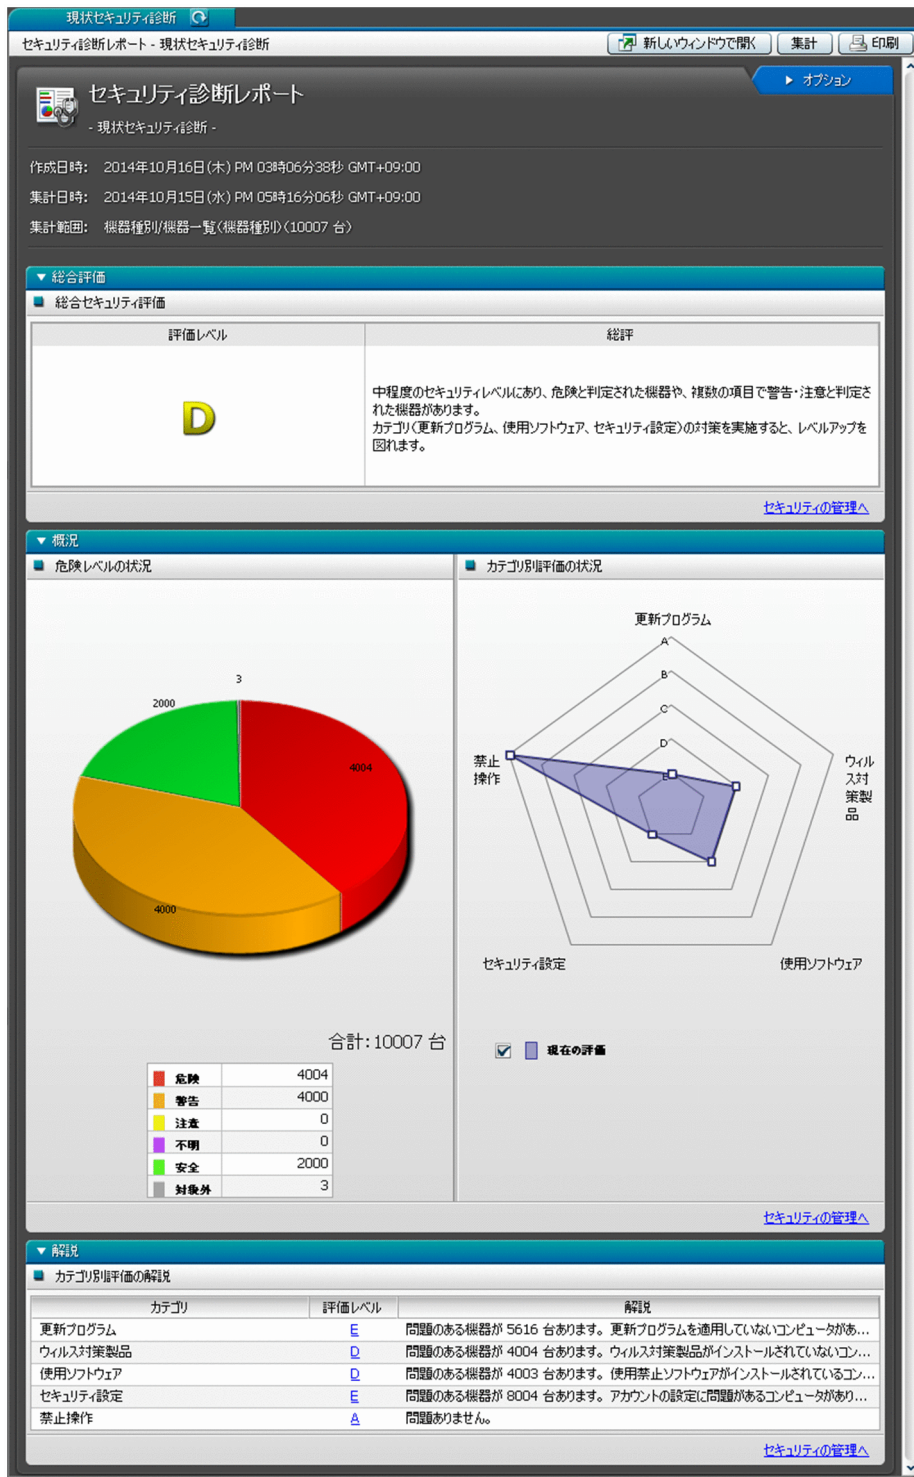 現状セキュリティ診断
セキュリティ診断レポート - 現状セキュリティ診断
新しいウィンドウで開く
集計
印刷
オプション
セキュリティ診断レポート
- 現状セキュリティ診断 -
作成日時: 2014年10月16日(木) PM 03時06分38秒 GMT+09:00
集計日時: 2014年10月15日(水) PM 05時16分06秒 GMT+09:00
集計範囲: 機器種別/機器一覧(機器種別)(10007 台)
▼ 総合評価
総合セキュリティ評価
評価レベル 総評
D
中程度のセキュリティレベルにあり、危険と判定された機器や、複数の項目で警告・注意と判定さ
れた機器があります。
カテゴリ(更新プログラム、使用ソフトウェア、セキュリティ設定)の対策を実施すると、レベルアップを
図れます。
セキュリティの管理へ
▼ 概況
危険レベルの状況
3
2000
4004
4000
合計:10007 台
危険 4004
警告 4000
注意 0
不明 0
安全 2000
対象外 3
カテゴリ別評価の状況
更新プログラム
A
B
C
D
E
禁止
操作
ウィル
ス対
策製
品
セキュリティ設定
使用ソフトウェア
現在の評価
セキュリティの管理へ
▼ 解説
カテゴリ別評価の解説
カテゴリ 評価レベル 解説
更新プログラム E 問題のある機器が 5616 台あります。更新プログラムを適用していないコンピュータがあ...
ウィルス対策製品 D 問題のある機器が 4004 台あります。ウィルス対策製品がインストールされていないコン...
使用ソフトウェア D 問題のある機器が 4003 台あります。使用禁止ソフトウェアがインストールされているコン...
セキュリティ設定 E 問題のある機器が 8004 台あります。アカウントの設定に問題があるコンピュータがあり...
禁止操作 A 問題ありません。
セキュリティの管理へ